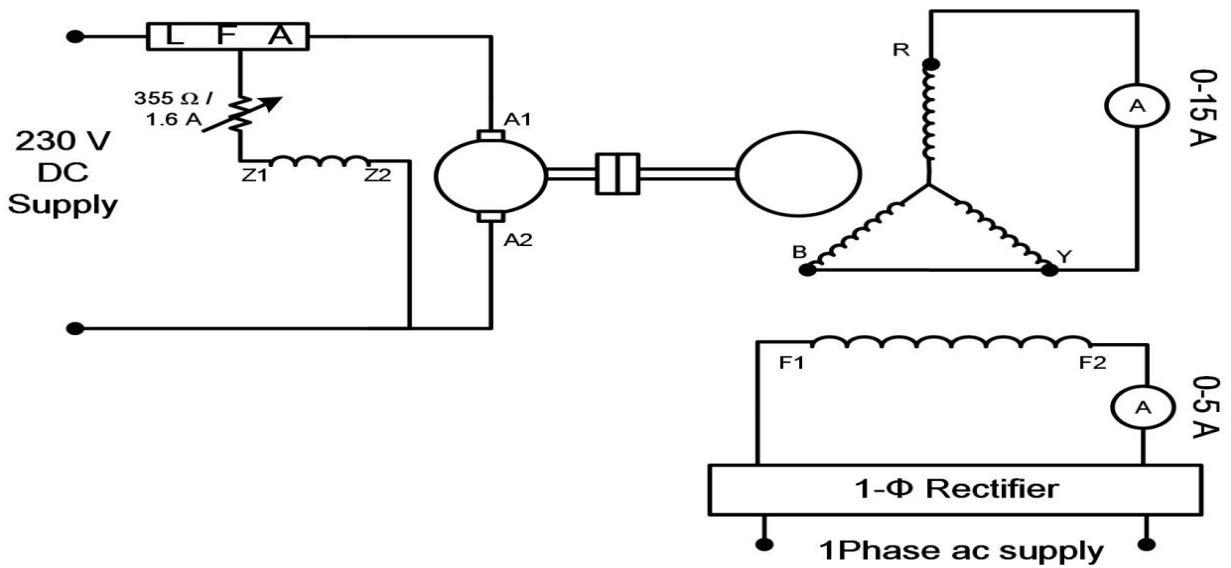 L F A
355 Ω /
1.6 A
230 V
DC
Supply
Z1
Z2
A1
A2
R
B
Y
A
0-15 A
F1
F2
A
0-5 A
1-Φ Rectifier
1Phase ac supply